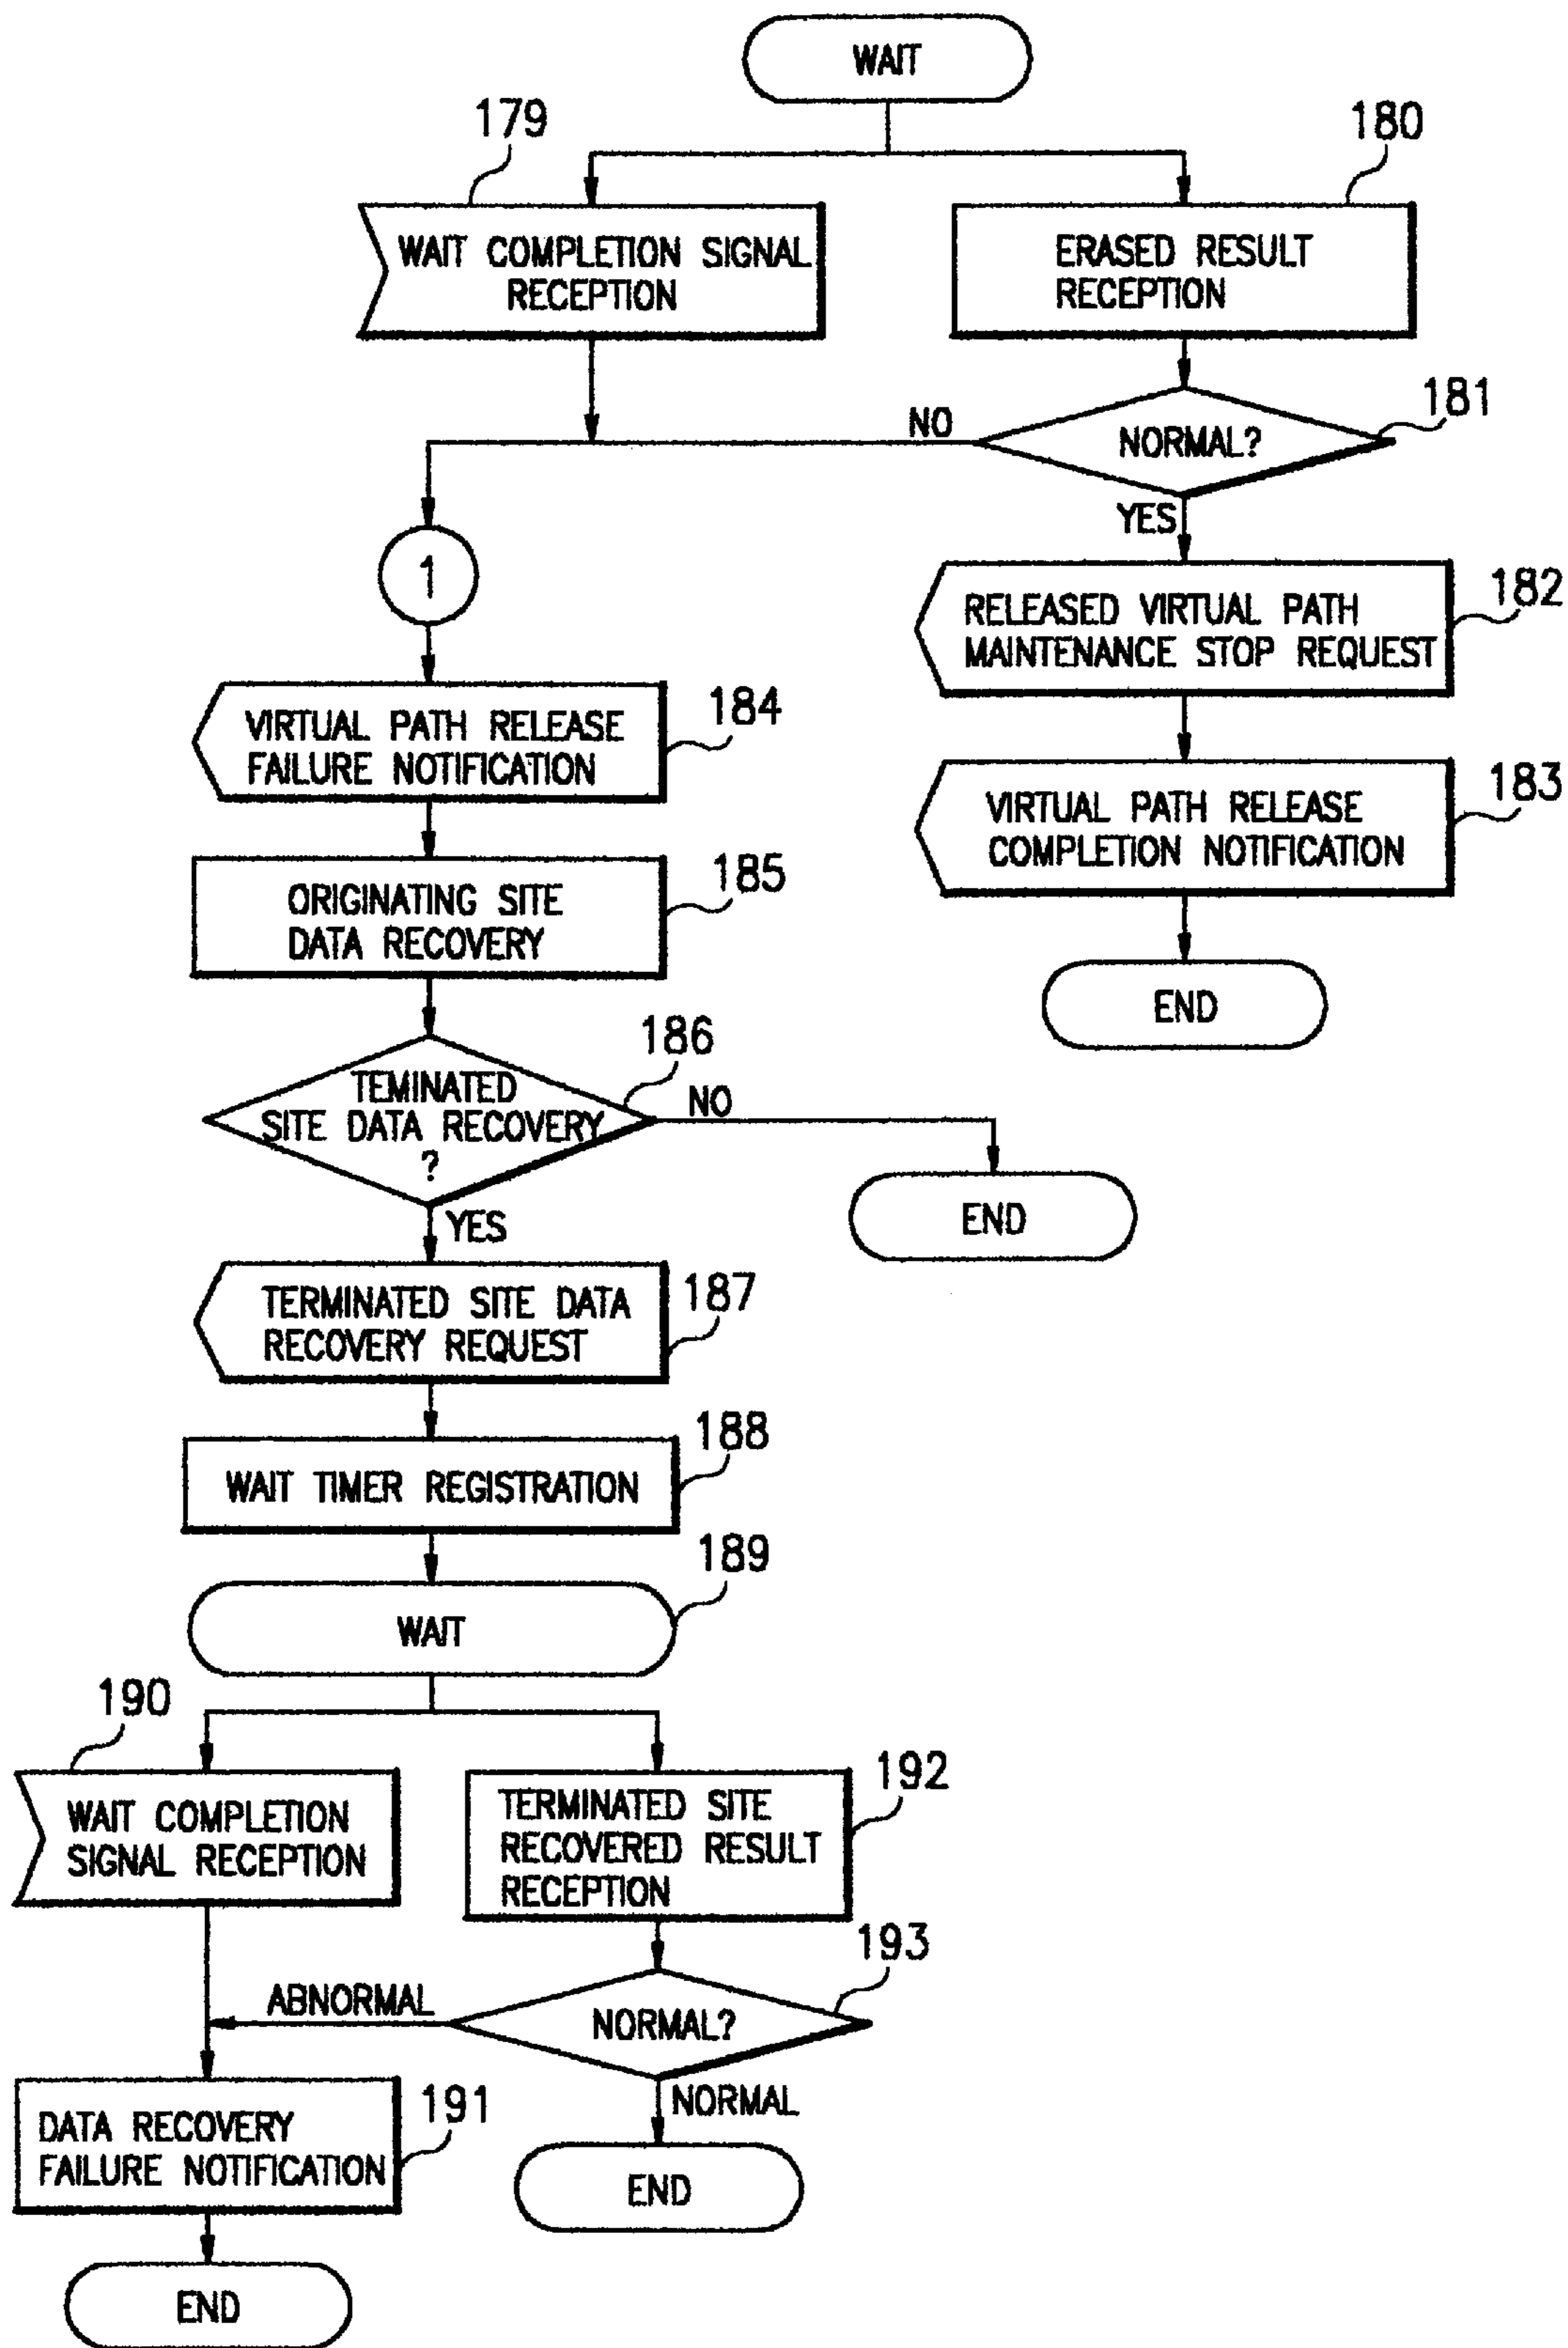 WAIT
179
180
WAIT COMPLETION SIGNAL
RECEPTION
ERASED RESULT
RECEPTION
181
NO
NORMAL?
YES
1
182
RELEASED VIRTUAL PATH
MAINTENANCE STOP REQUEST
184
VIRTUAL PATH RELEASE
FAILURE NOTIFICATION
183
VIRTUAL PATH RELEASE
COMPLETION NOTIFICATION
185
ORIGINATING SITE
DATA RECOVERY
END
186
TEMINATED
SITE DATA RECOVERY
?
NO
END
YES
187
TERMINATED SITE DATA
RECOVERY REQUEST
188
WAIT TIMER REGISTRATION
189
WAIT
190
WAIT COMPLETION
SIGNAL RECEPTION
192
TERMINATED SITE
RECOVERED RESULT
RECEPTION
193
ABNORMAL
NORMAL?
NORMAL
191
DATA RECOVERY
FAILURE NOTIFICATION
END
END